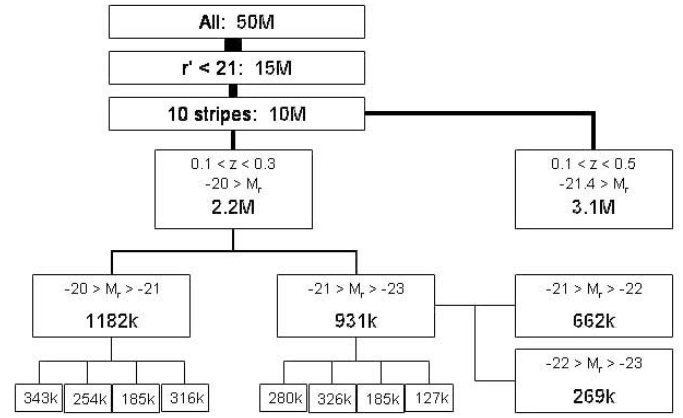 All: 50M
r' < 21: 15M
10 stripes: 10M
0.1 < z < 0.3
-20 > Mᵣ
2.2M
0.1 < z < 0.5
-21.4 > Mᵣ
3.1M
-20 > Mᵣ > -21
1182k
-21 > Mᵣ > -23
931k
-21 > Mᵣ > -22
662k
-22 > Mᵣ > -23
269k
343k 254k 185k 316k
280k 326k 185k 127k